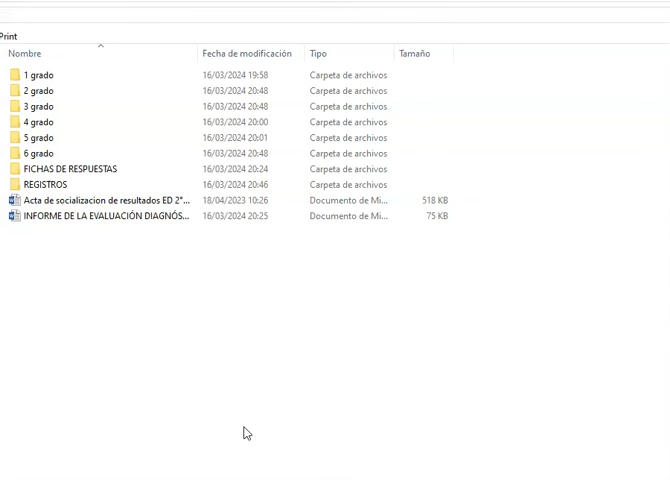 Print
Nombre Fecha de modificación Tipo Tamaño
1 grado 16/03/2024 19:58 Carpeta de archivos
2 grado 16/03/2024 20:48 Carpeta de archivos
3 grado 16/03/2024 20:48 Carpeta de archivos
4 grado 16/03/2024 20:00 Carpeta de archivos
5 grado 16/03/2024 20:01 Carpeta de archivos
6 grado 16/03/2024 20:48 Carpeta de archivos
FICHAS DE RESPUESTAS 16/03/2024 20:24 Carpeta de archivos
REGISTROS 16/03/2024 20:46 Carpeta de archivos
Acta de socializacion de resultados ED 2°... 18/04/2023 10:26 Documento de Mi... 518 KB
INFORME DE LA EVALUACIÓN DIAGNÓS... 16/03/2024 20:25 Documento de Mi... 75 KB